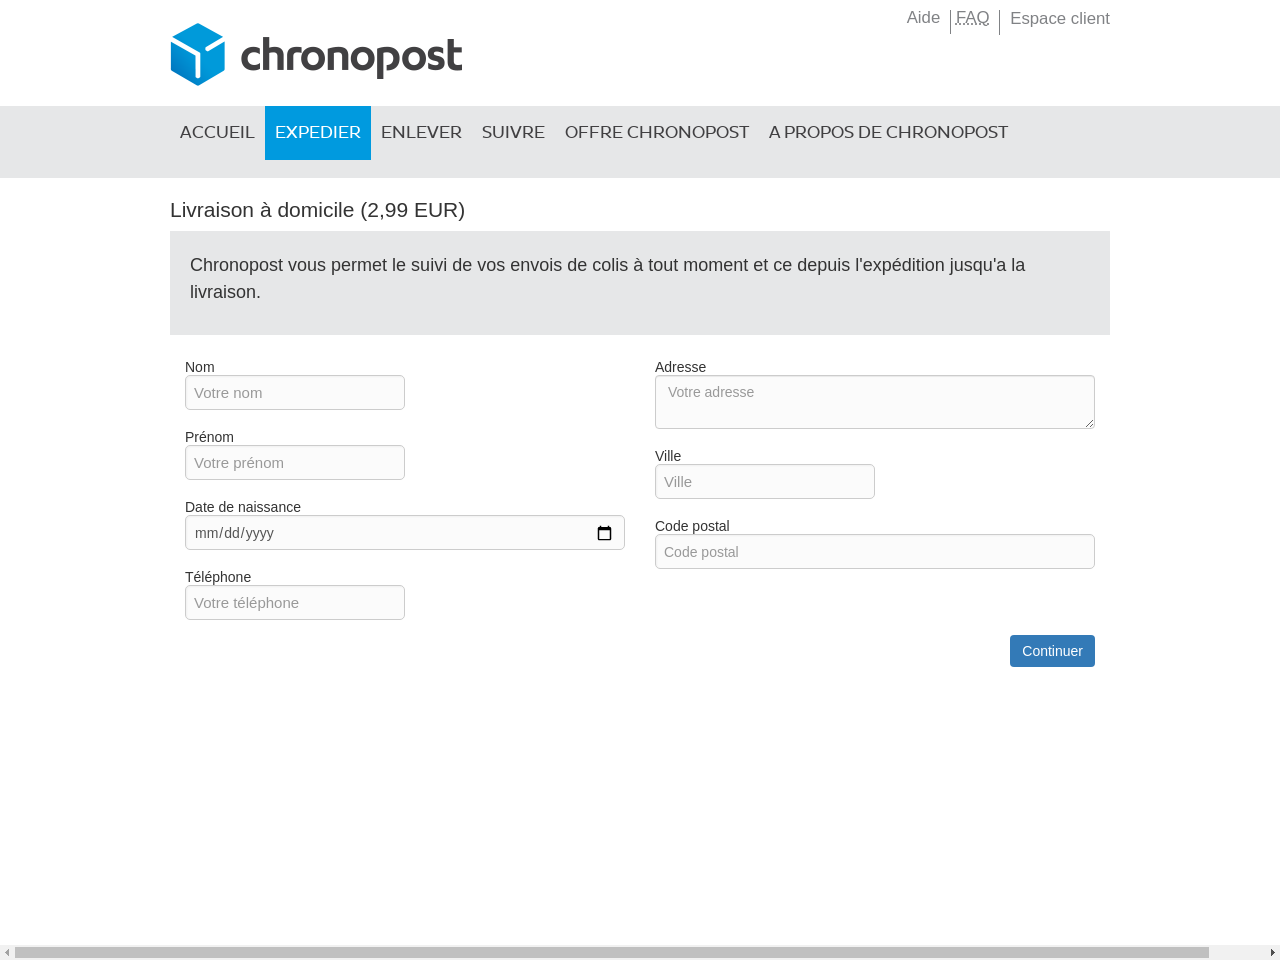 Aide
FAQ
Espace client
chronopost
ACCUEIL
EXPEDIER
ENLEVER
SUIVRE
OFFRE CHRONOPOST
A PROPOS DE CHRONOPOST
Livraison à domicile (2,99 EUR)
Chronopost vous permet le suivi de vos envois de colis à tout moment et ce depuis l'expédition jusqu'a la
livraison.
Nom
Votre nom
Prénom
Votre prénom
Date de naissance
mm/dd/yyyy
Téléphone
Votre téléphone
Adresse
Votre adresse
Ville
Ville
Code postal
Code postal
Continuer